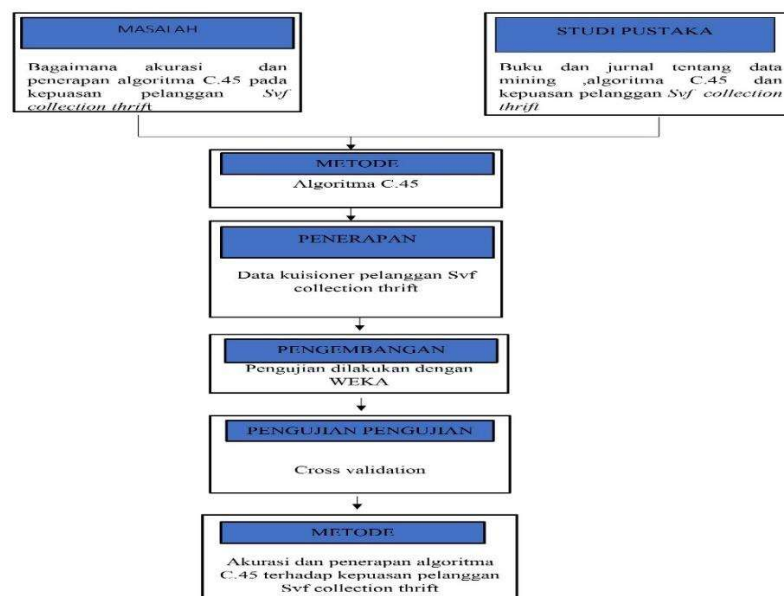 MASALAH
Bagaimana akurasi dan
penerapan algoritma C.45 pada
kepuasan pelanggan Svf
collection thrift
STUDI PUSTAKA
Buku dan jurnal tentang data
mining ,algoritma C.45 dan
kepuasan pelanggan Svf collection
thrift
METODE
Algoritma C.45
PENERAPAN
Data kuisioner pelanggan Svf
collection thrift
PENGEMBANGAN
Pengujian dilakukan dengan
WEKA
PENGUJIAN PENGUJIAN
Cross validation
METODE
Akurasi dan penerapan algoritma
C.45 terhadap kepuasan pelanggan
Svf collection thrift